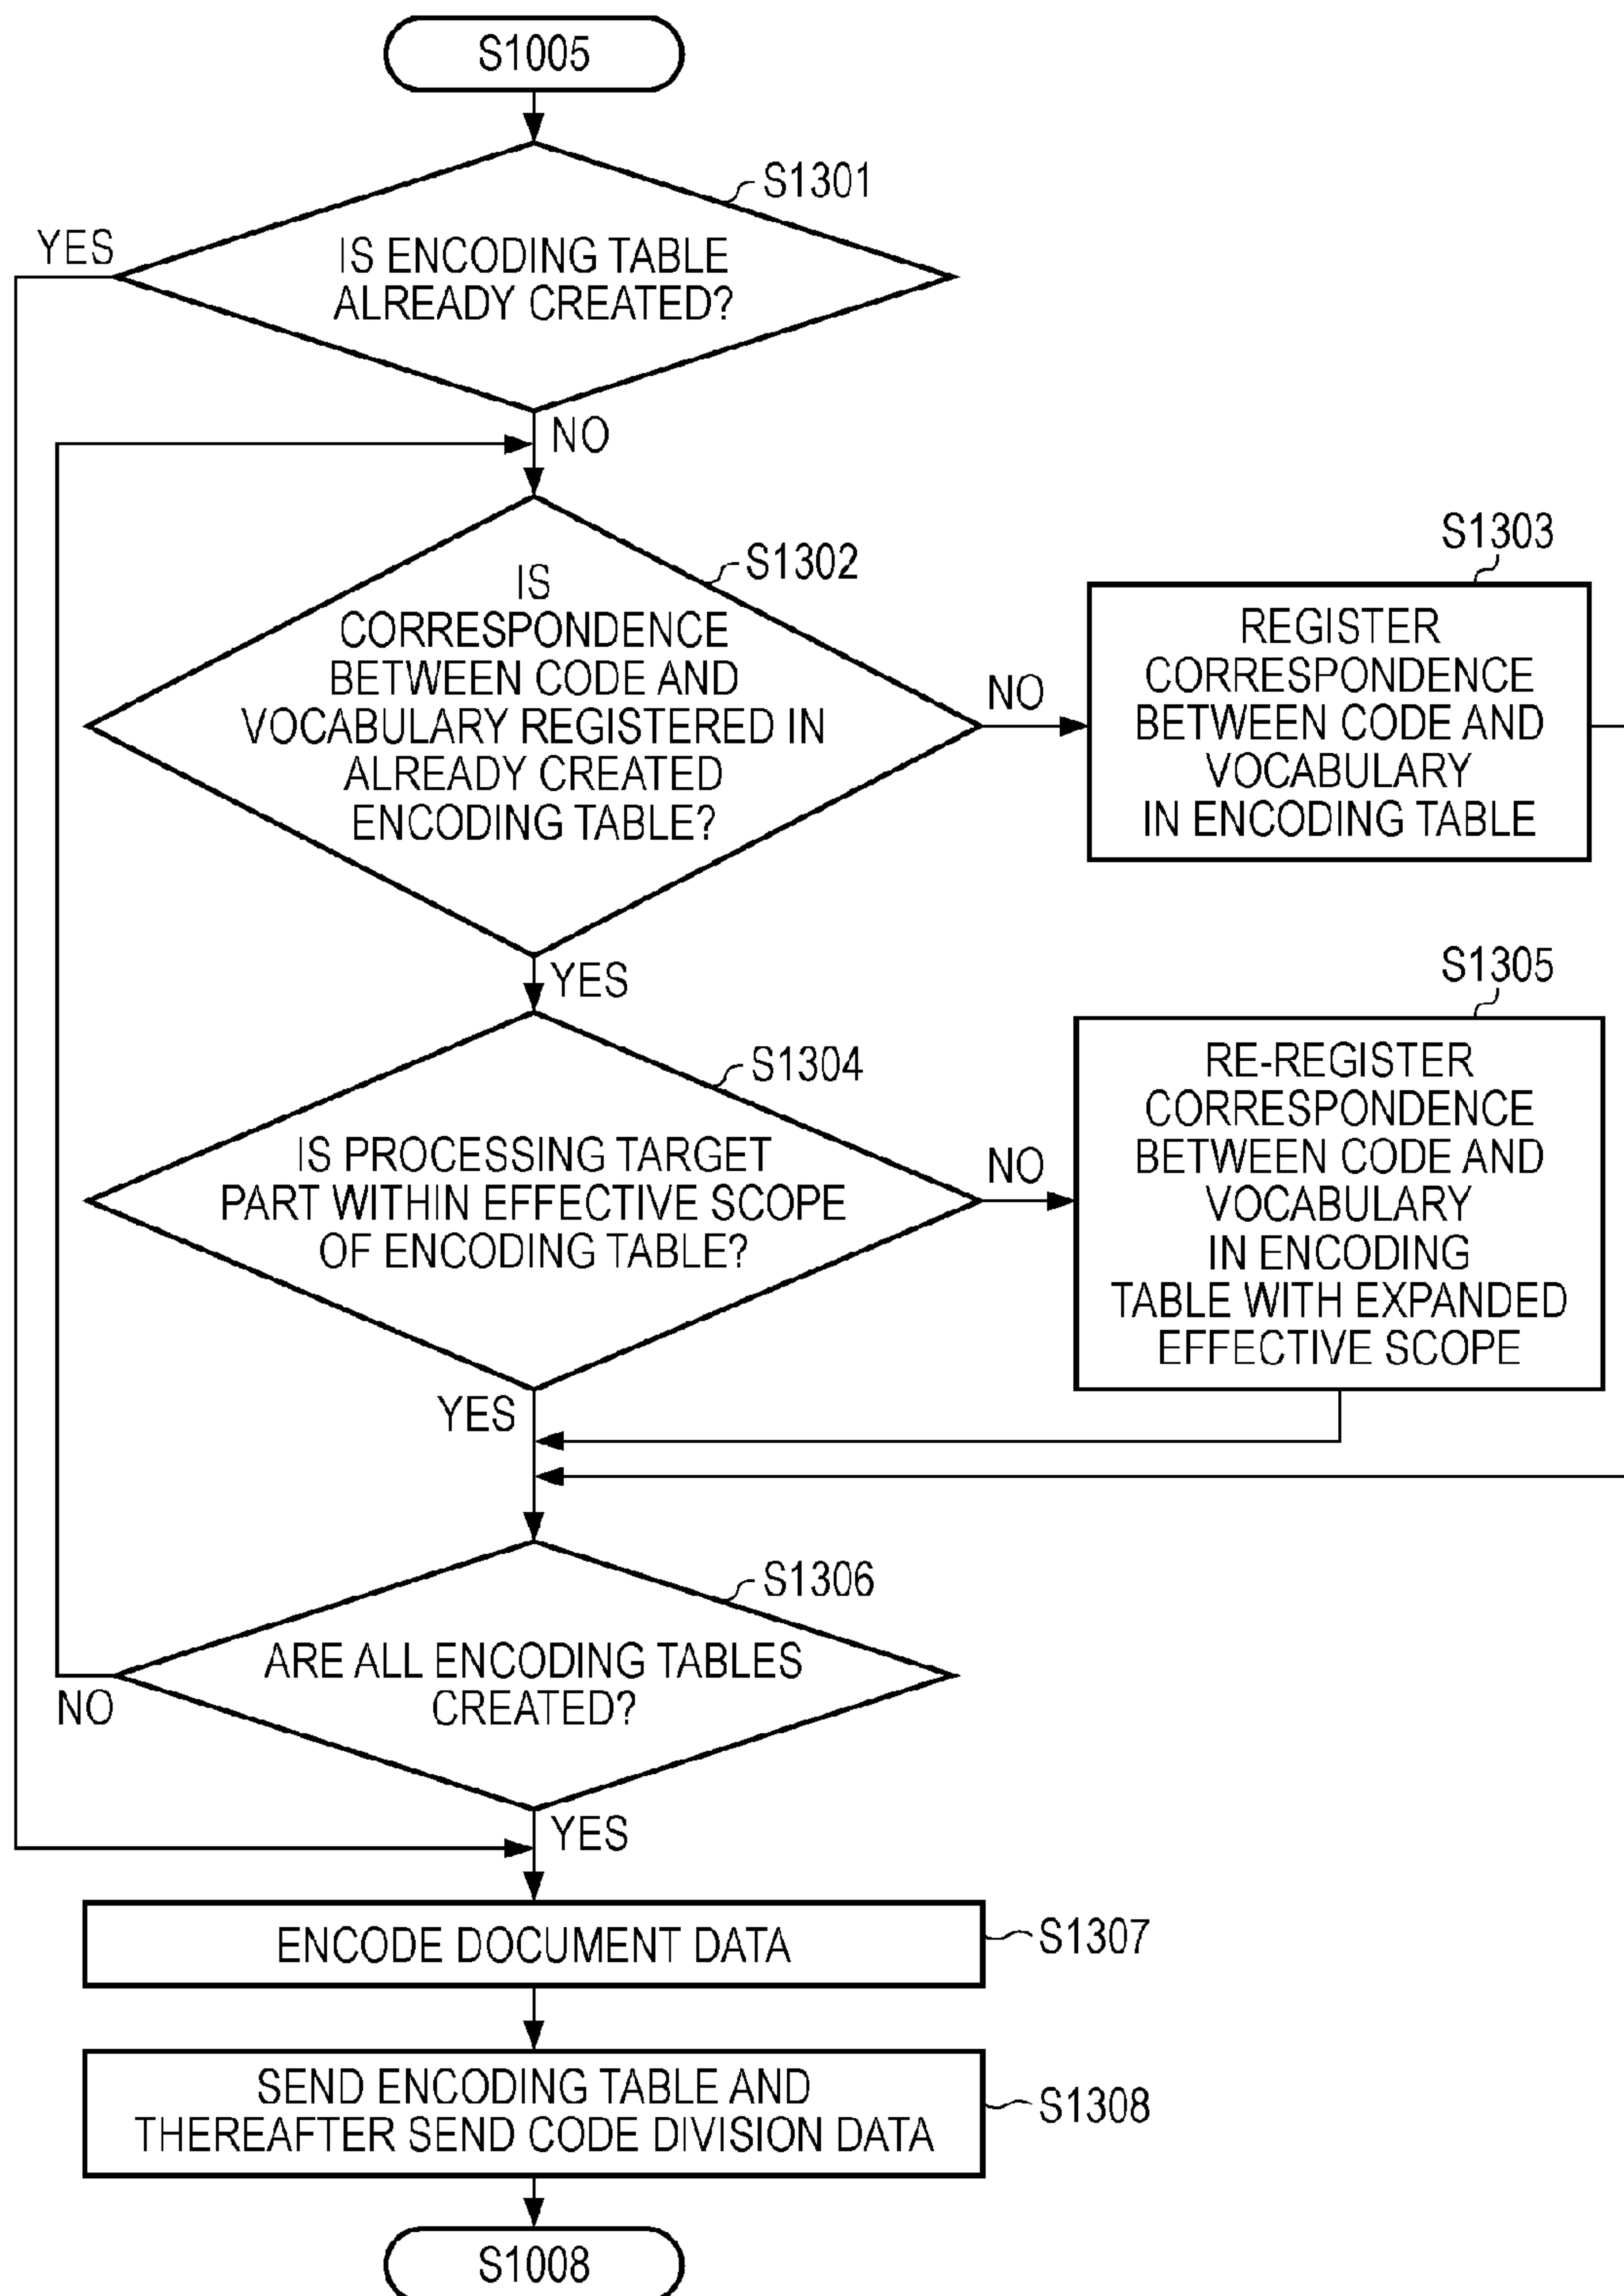 S1005
S1301
YES
IS ENCODING TABLE
ALREADY CREATED?
NO
S1302
IS
CORRESPONDENCE
BETWEEN CODE AND
VOCABULARY REGISTERED IN
ALREADY CREATED
ENCODING TABLE?
NO
S1303
REGISTER
CORRESPONDENCE
BETWEEN CODE AND
VOCABULARY
IN ENCODING TABLE
YES
S1304
IS PROCESSING TARGET
PART WITHIN EFFECTIVE SCOPE
OF ENCODING TABLE?
NO
S1305
RE-REGISTER
CORRESPONDENCE
BETWEEN CODE AND
VOCABULARY
IN ENCODING
TABLE WITH EXPANDED
EFFECTIVE SCOPE
YES
S1306
ARE ALL ENCODING TABLES
CREATED?
NO
YES
ENCODE DOCUMENT DATA
S1307
SEND ENCODING TABLE AND
THEREAFTER SEND CODE DIVISION DATA
S1308
S1008